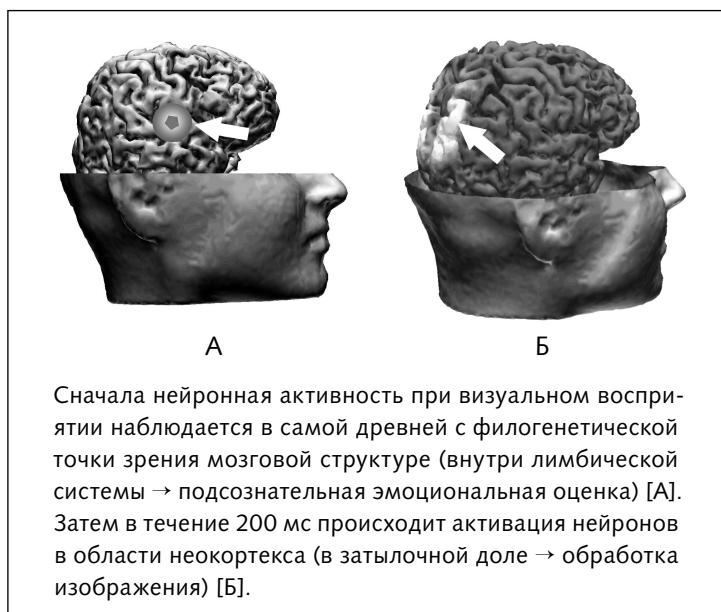 А Б
Сначала нейронная активность при визуальном воспри-
ятии наблюдается в самой древней с филогенетической
точки зрения мозговой структуре (внутри лимбической
системы → подсознательная эмоциональная оценка) [А].
Затем в течение 200 мс происходит активация нейронов
в области неокортекса (в затылочной доле → обработка
изображения) [Б].